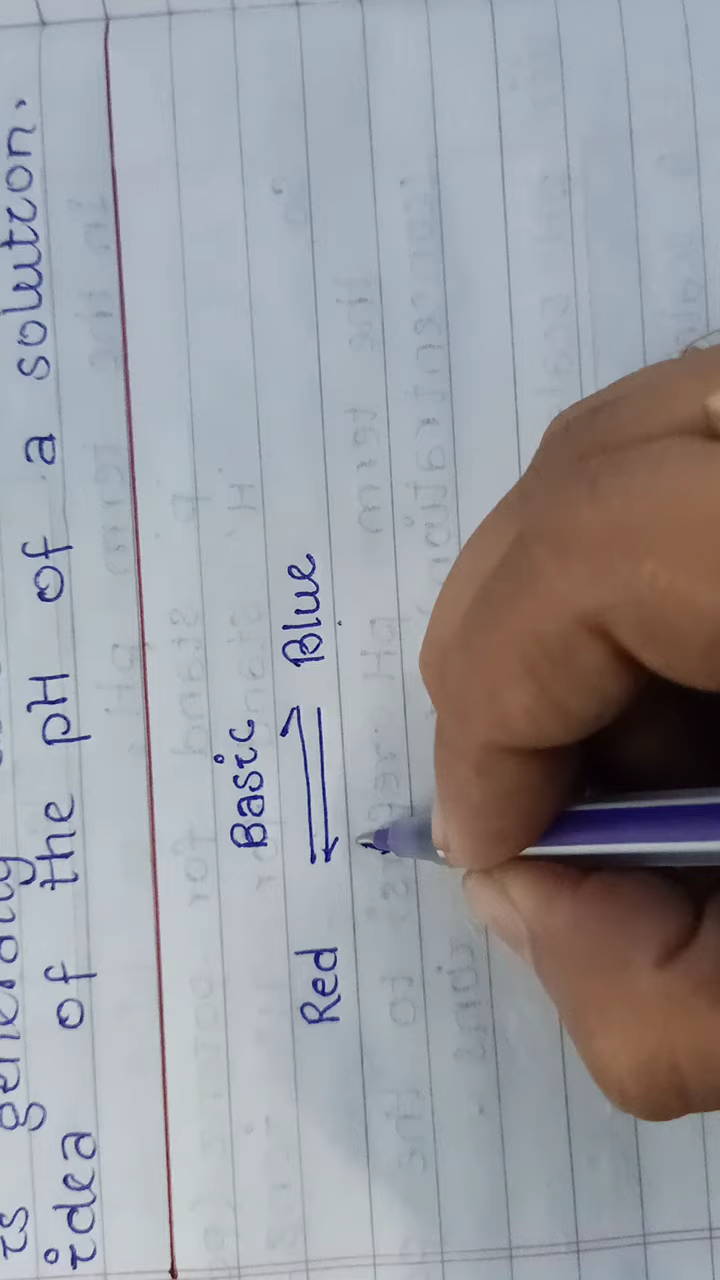 is generally
idea of the pH of a solution.
Basic
Red ⇌ Blue